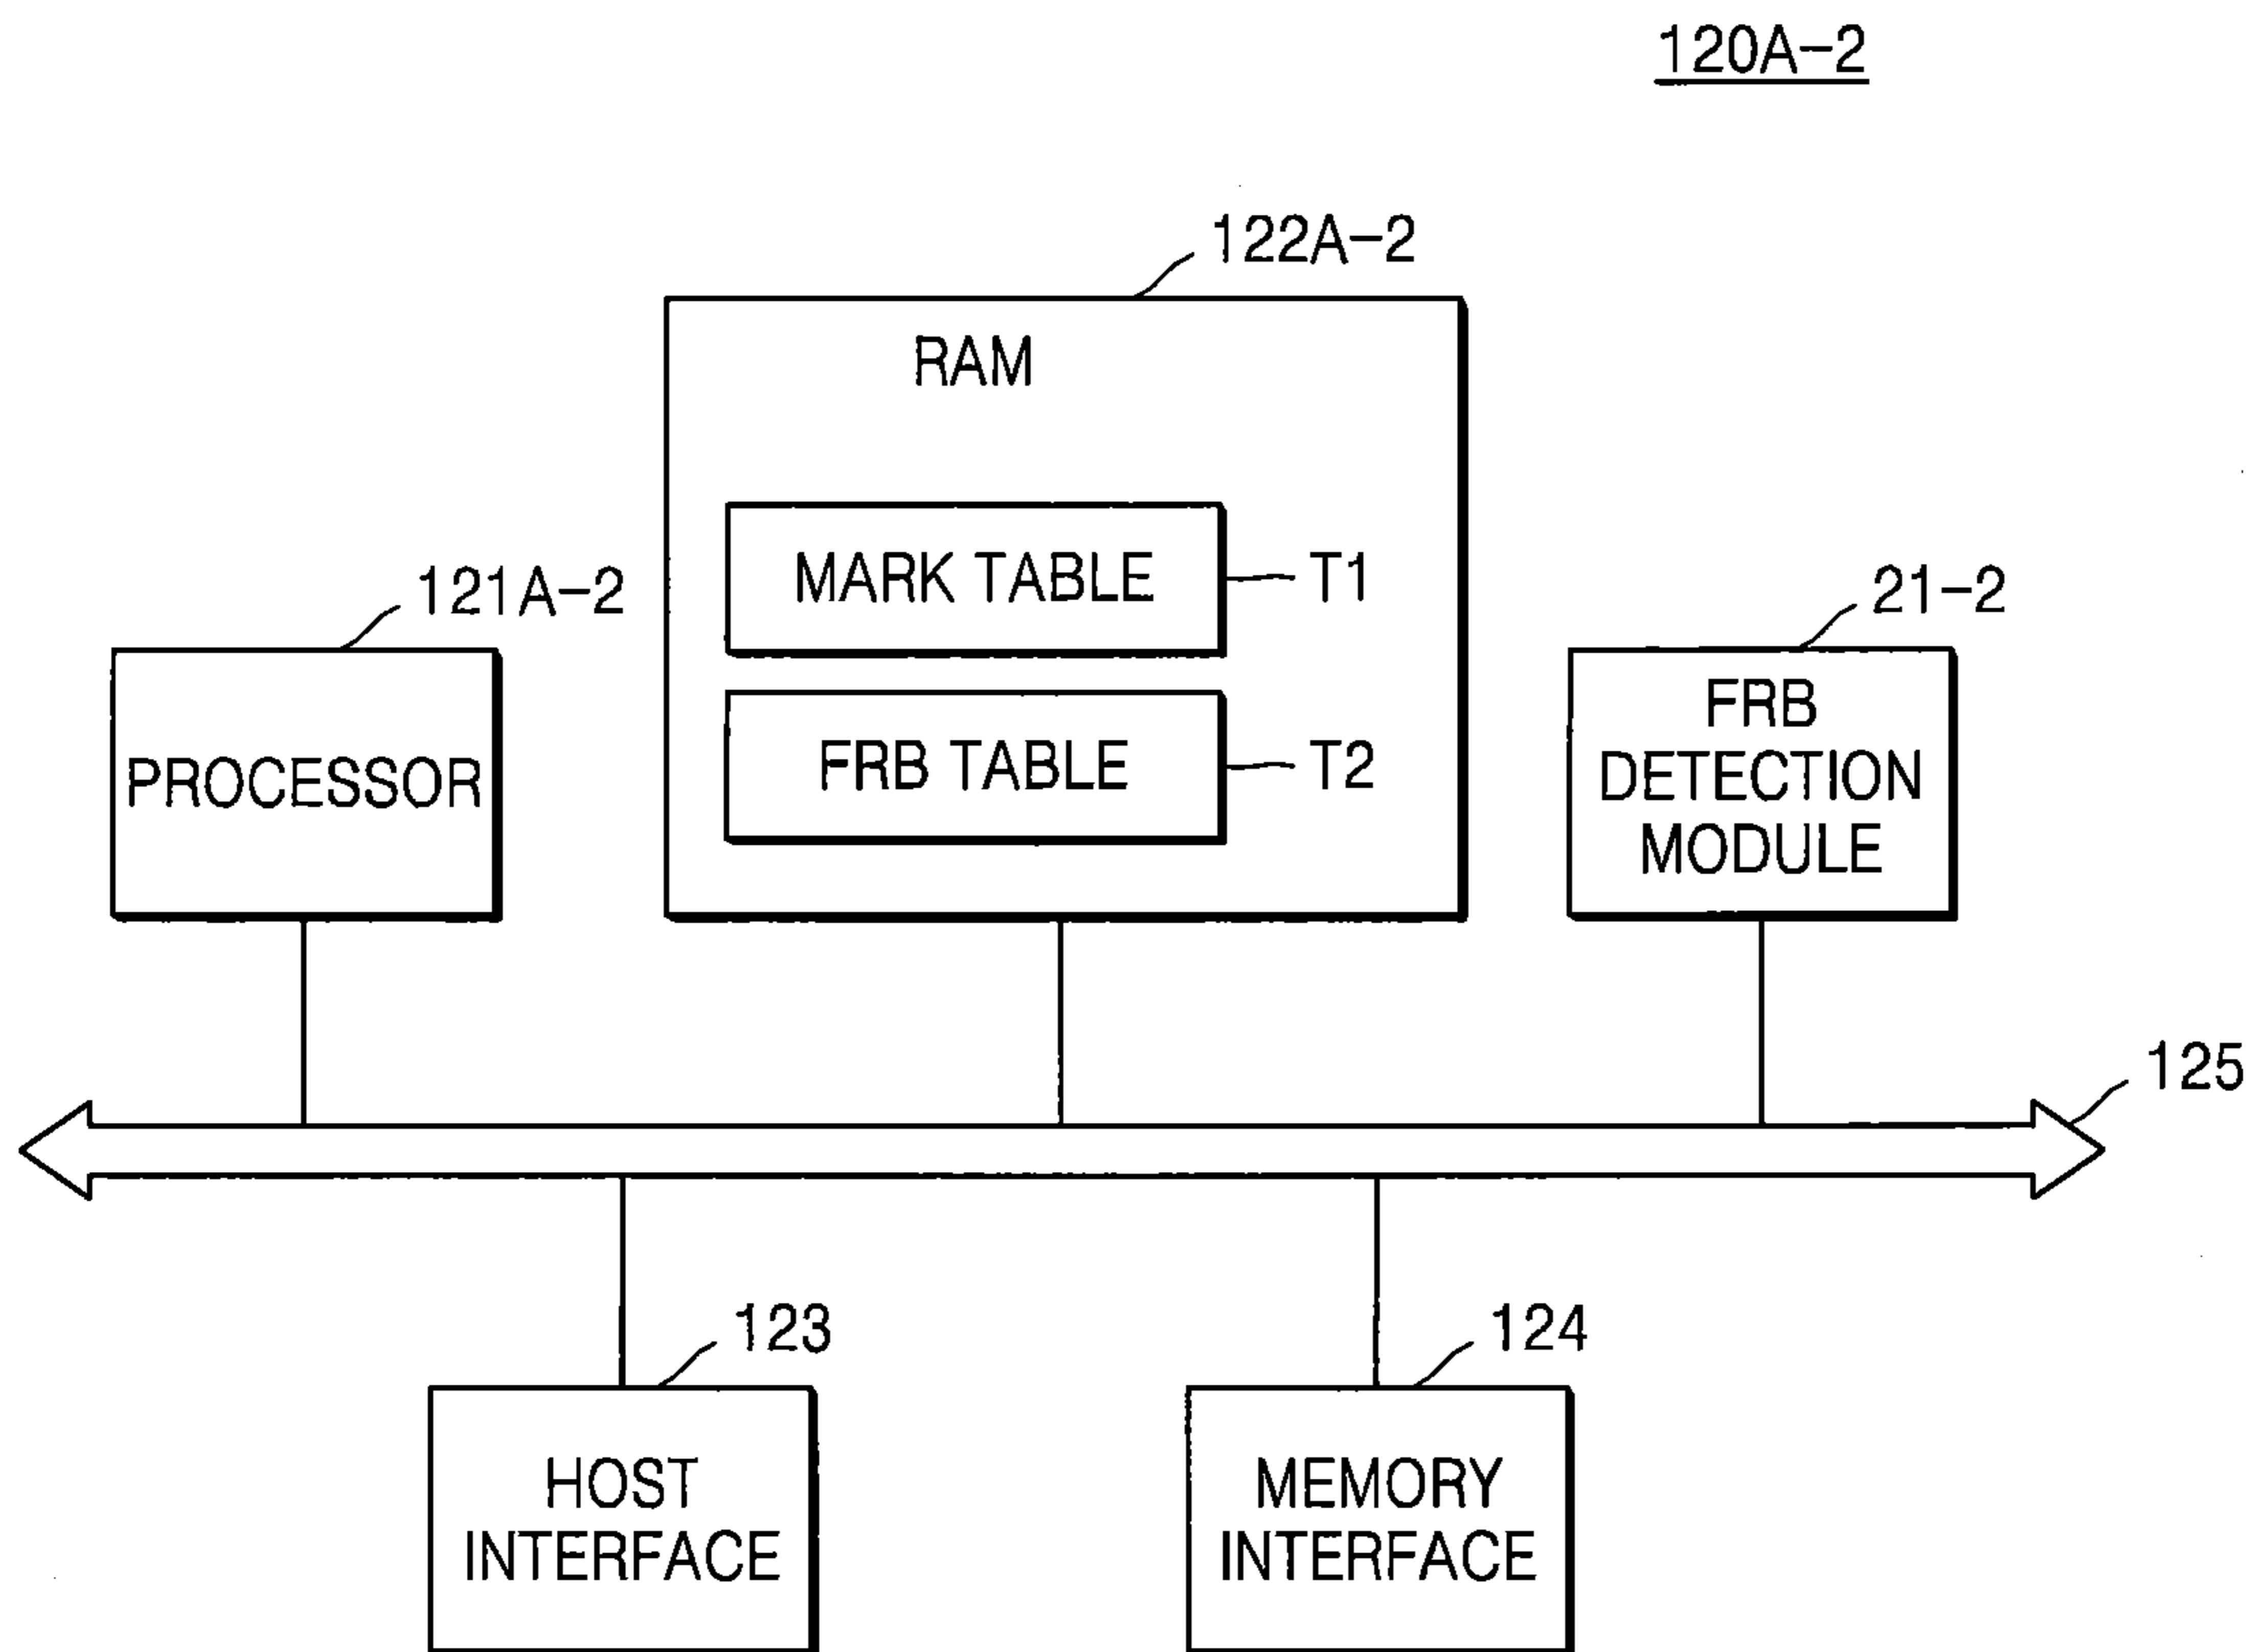 120A-2
122A-2
RAM
MARK TABLE
T1
121A-2
21-2
FRB TABLE
T2
PROCESSOR
FRB
DETECTION
MODULE
125
123
124
HOST
INTERFACE
MEMORY
INTERFACE